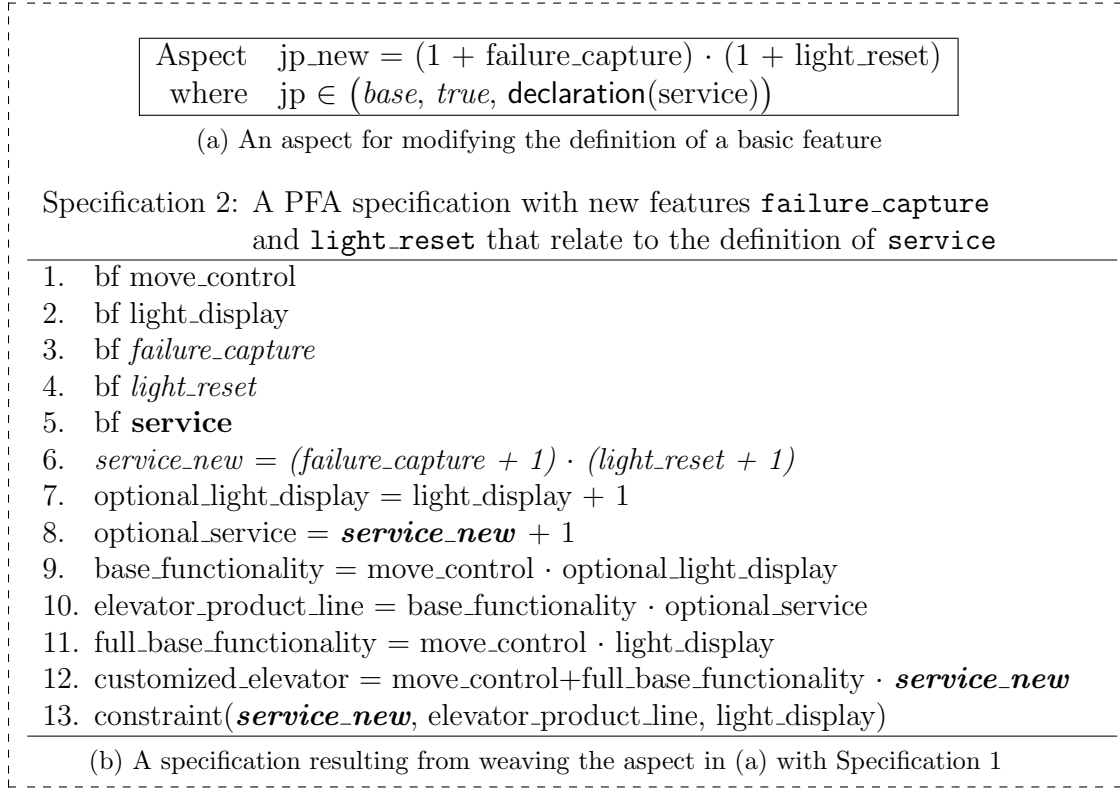 Aspect jp_new = (1 + failure_capture) · (1 + light_reset)
where jp ∈ (base, true, declaration(service))
(a) An aspect for modifying the definition of a basic feature
Specification 2: A PFA specification with new features failure_capture
and light_reset that relate to the definition of service
1. bf move_control
2. bf light_display
3. bf failure_capture
4. bf light_reset
5. bf service
6. service_new = (failure_capture + 1) · (light_reset + 1)
7. optional_light_display = light_display + 1
8. optional_service = service_new + 1
9. base_functionality = move_control · optional_light_display
10. elevator_product_line = base_functionality · optional_service
11. full_base_functionality = move_control · light_display
12. customized_elevator = move_control+full_base_functionality · service_new
13. constraint(service_new, elevator_product_line, light_display)
(b) A specification resulting from weaving the aspect in (a) with Specification 1